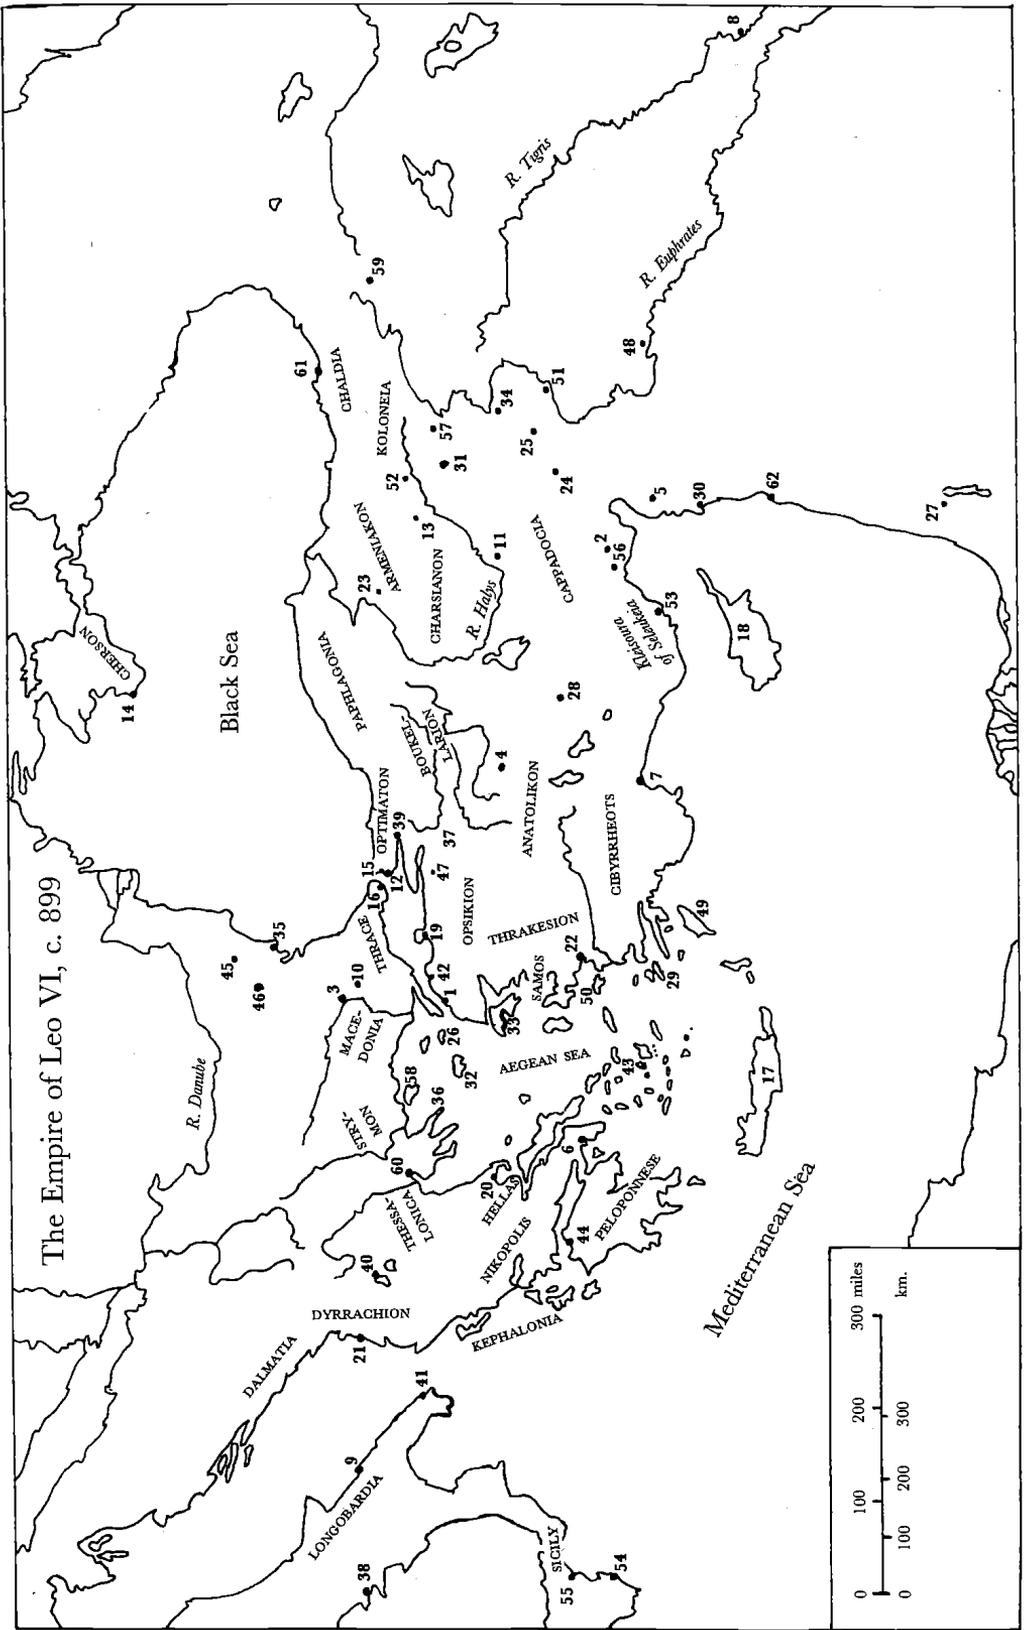 The Empire of Leo VI, c. 899
Black Sea
R. Danube
CHERSON
14
61
CHALDIA
59
KOLONEIA
52
57
31
13
ARMENIAKON
23
CHARSIANON
R. Halys
11
34
51
25
24
R. Tigris
R. Euphrates
48
8
PAPHLAGONIA
BOUKEL-
LARION
OPTIMATON
39
15
12
16
4
37
47
CAPPADOCIA
2
56
Kleisoura
of Seleukeia
53
5
30
62
27
18
28
ANATOLIKON
7
CIBYRRHEOTS
OPSIKION
THRAKESION
19
42
1
THRACE
35
45
46
10
3
MACE-
DONIA
SAMOS
22
50
29
49
33
26
32
58
36
AEGEAN SEA
43
17
STRY-
MON
60
THESSA-
LONICA
20
HELLAS
6
PELOPONNESE
44
NIKOPOLIS
40
DYRRACHION
21
KEPHALONIA
DALMATIA
41
9
LONGOBARDIA
38
SICILY
55
54
Mediterranean Sea
0 100 200 300 miles
0 100 200 300 km.